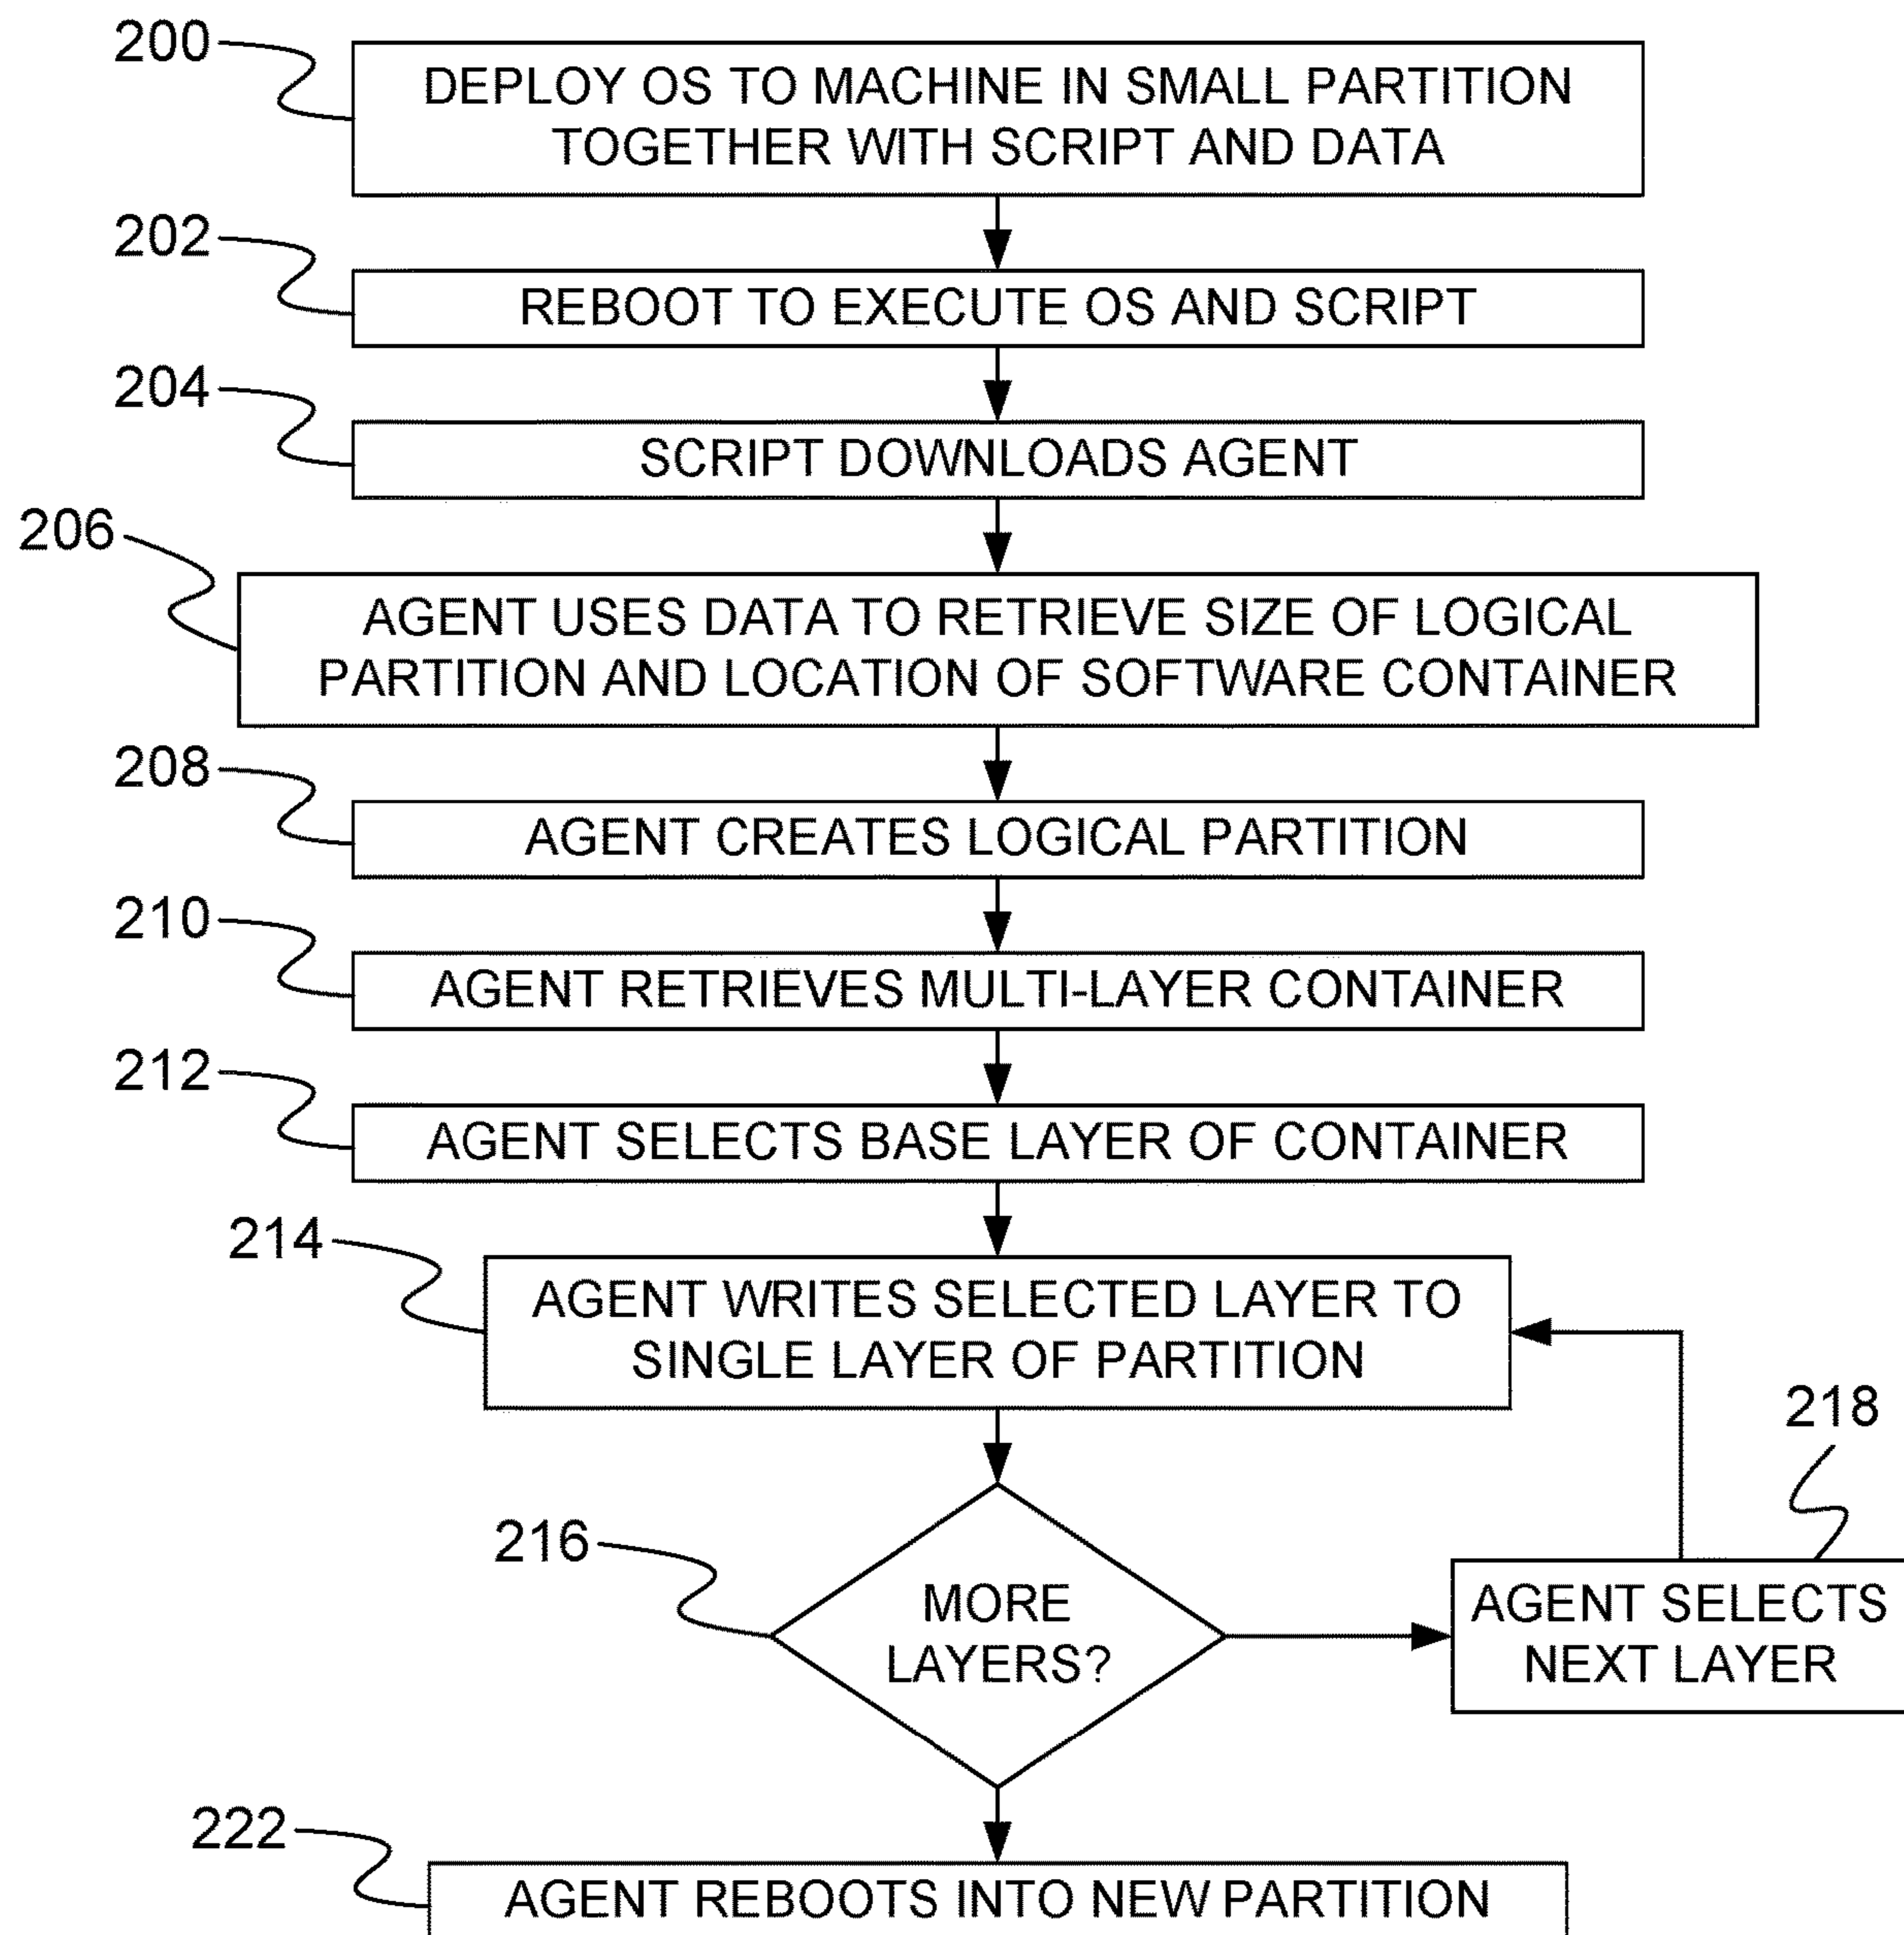 200
DEPLOY OS TO MACHINE IN SMALL PARTITION
TOGETHER WITH SCRIPT AND DATA
202
REBOOT TO EXECUTE OS AND SCRIPT
204
SCRIPT DOWNLOADS AGENT
206
AGENT USES DATA TO RETRIEVE SIZE OF LOGICAL
PARTITION AND LOCATION OF SOFTWARE CONTAINER
208
AGENT CREATES LOGICAL PARTITION
210
AGENT RETRIEVES MULTI-LAYER CONTAINER
212
AGENT SELECTS BASE LAYER OF CONTAINER
214
AGENT WRITES SELECTED LAYER TO
SINGLE LAYER OF PARTITION
216
MORE
LAYERS?
218
AGENT SELECTS
NEXT LAYER
222
AGENT REBOOTS INTO NEW PARTITION